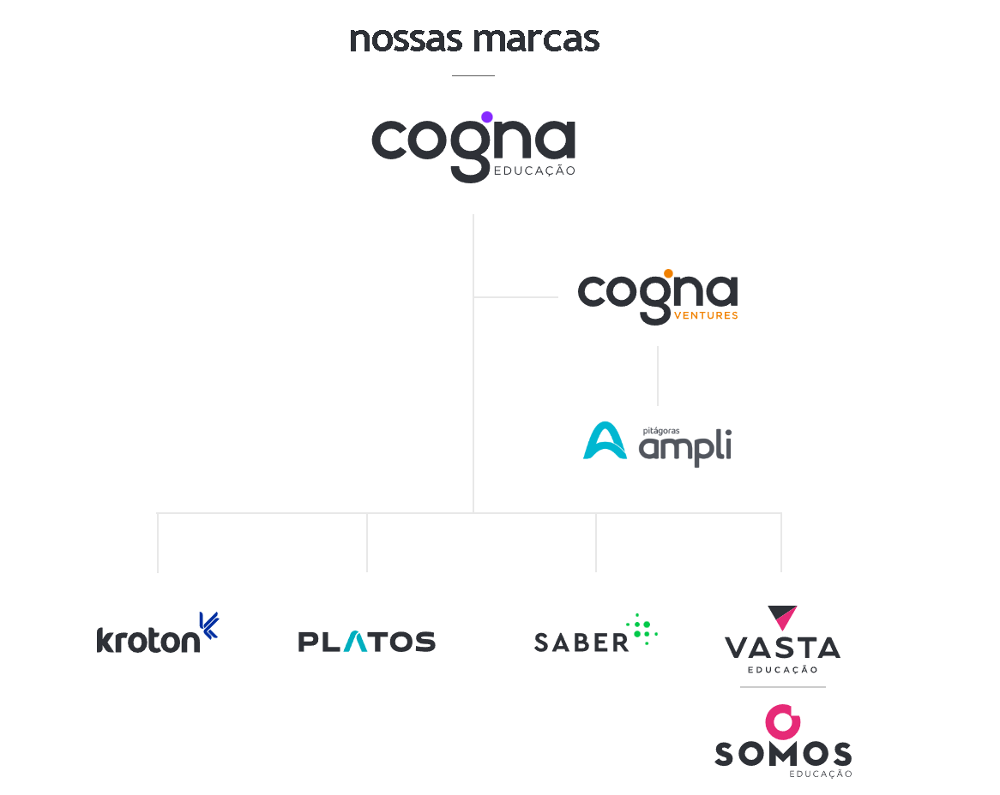 nossas marcas
cogna
EDUCAÇÃO
cogna
VENTURES
pitágoras
ampli
kroton
PLATOS
SABER
VASTA
EDUCAÇÃO
SOMOS
EDUCAÇÃO